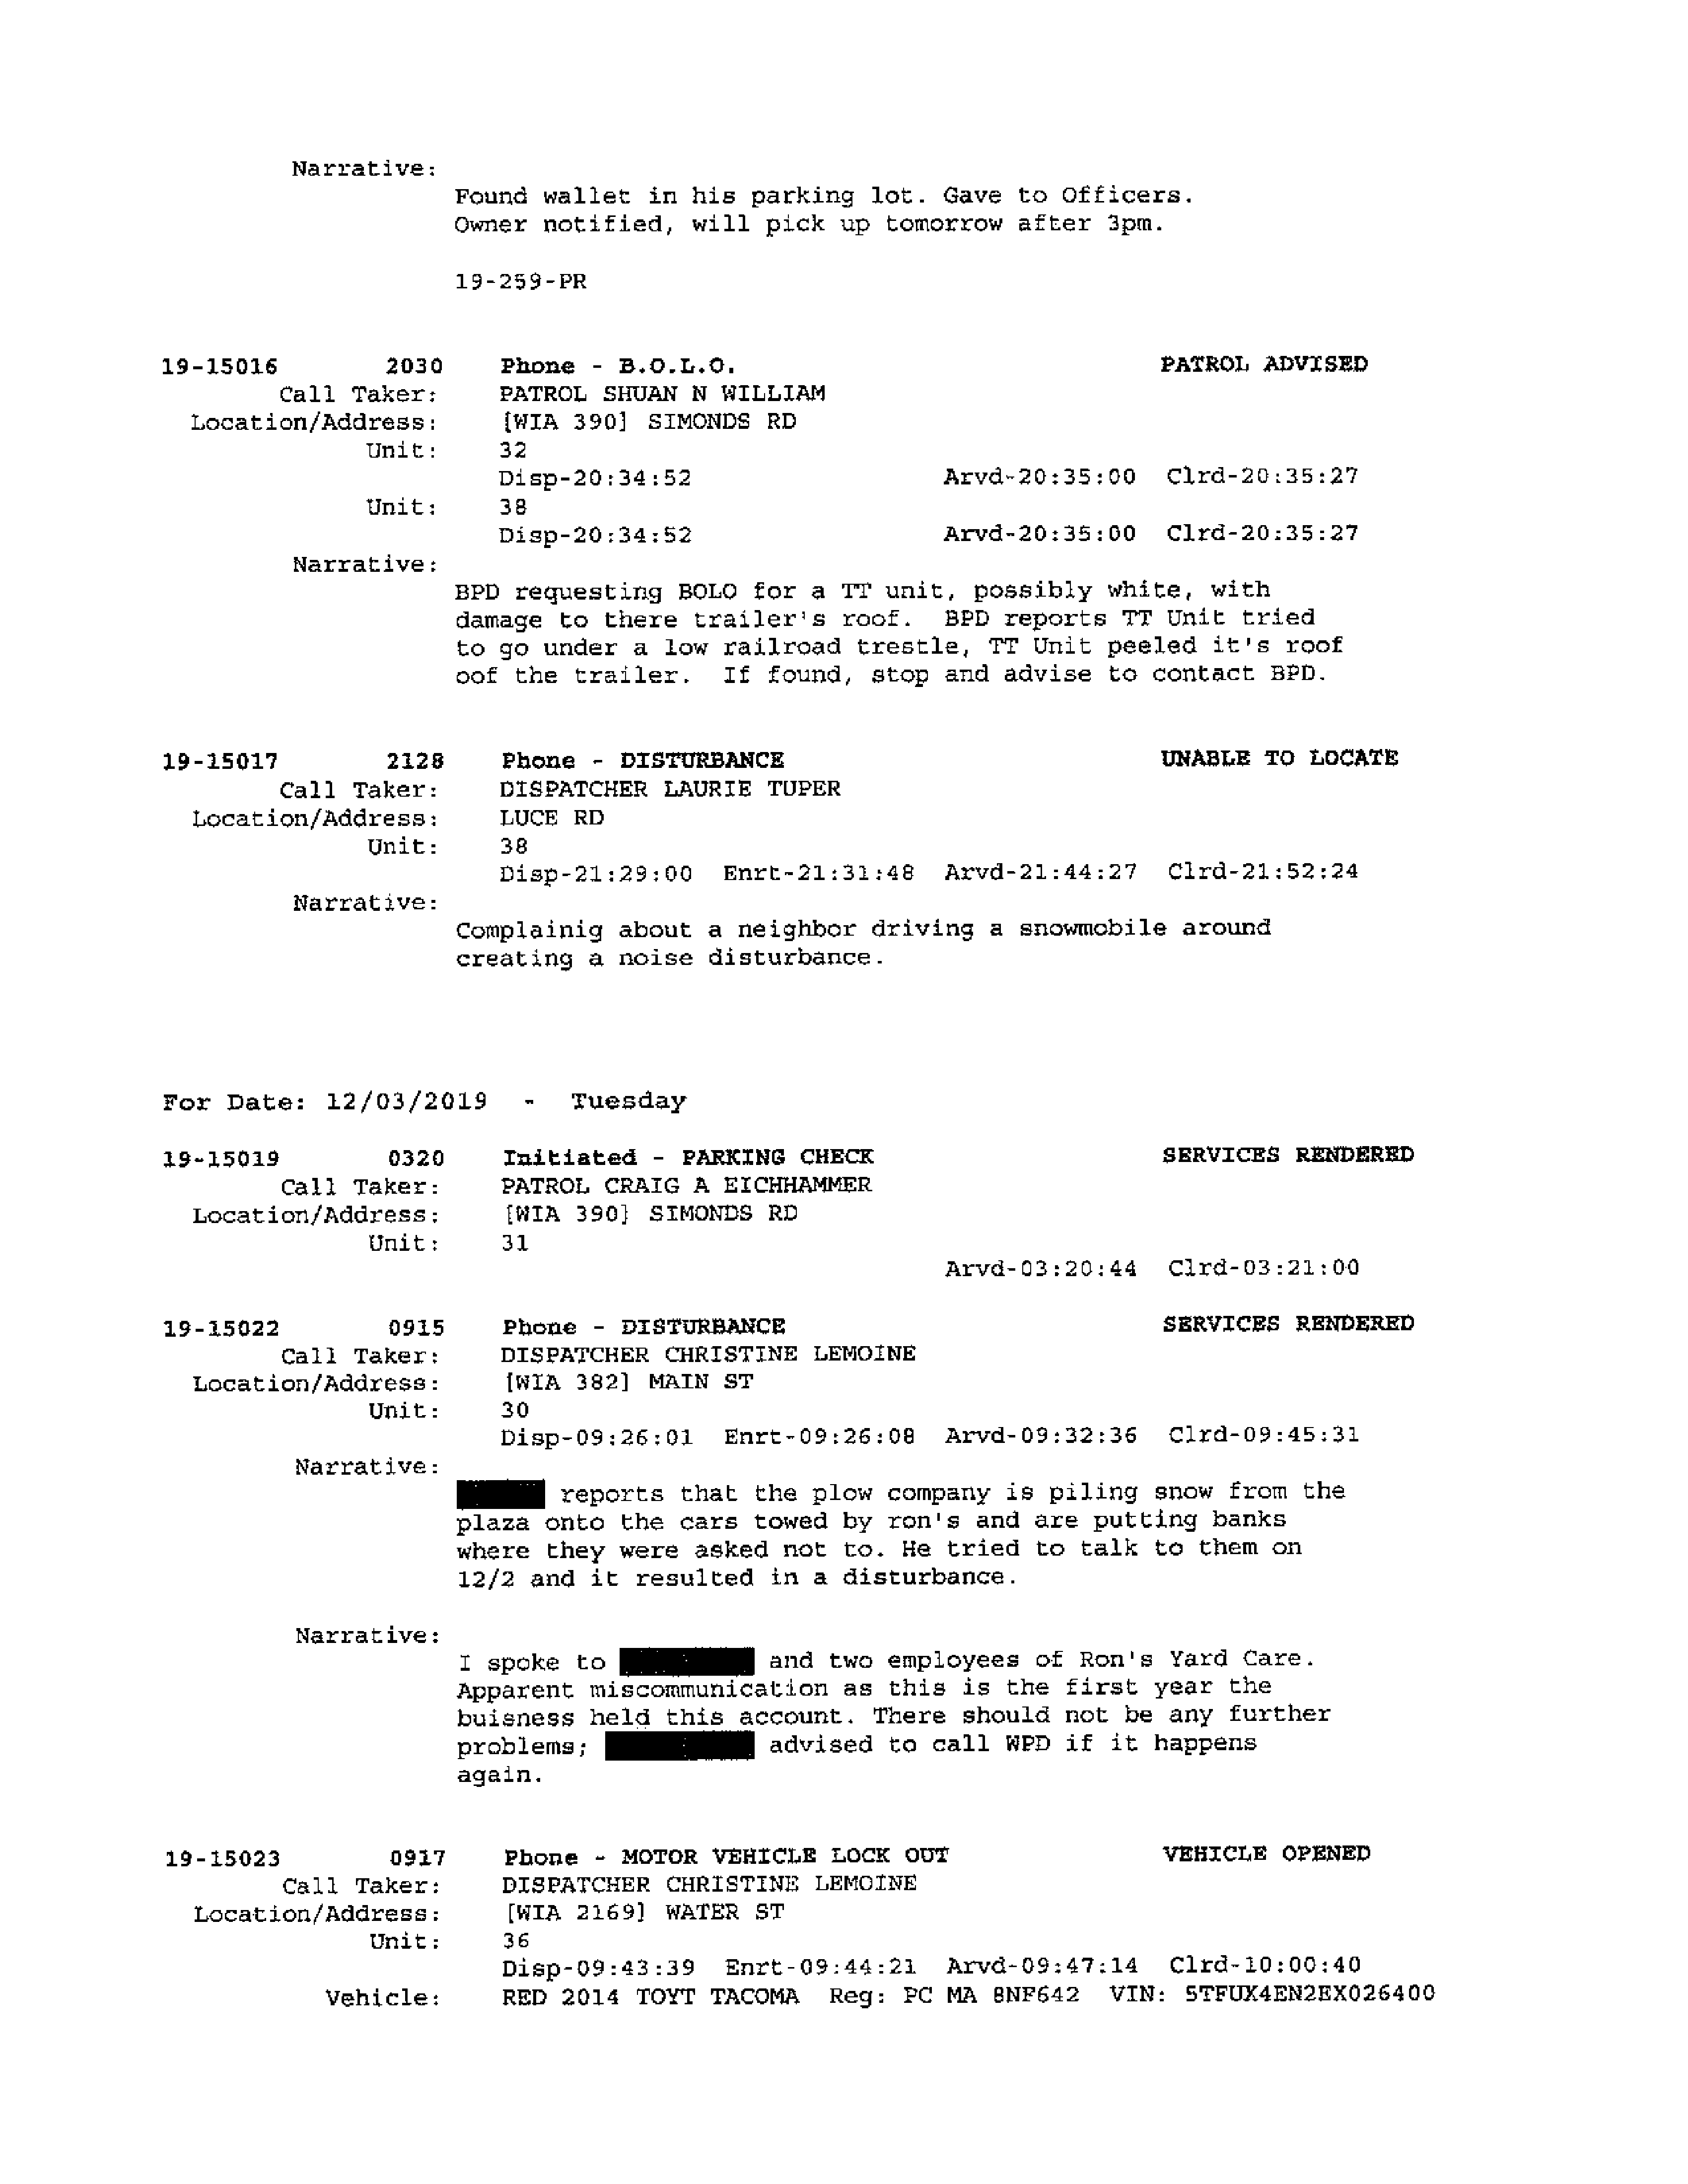 Narrative:
Found wallet in his parking lot. Gave to Officers.
Owner notified, will pick up tomorrow after 3pm.
19-259-PR
19-15016 2030 Phone - B.O.L.O. PATROL ADVISED
Call Taker: PATROL SHUAN N WILLIAM
Location/Address: [WIA 390] SIMONDS RD
Unit: 32
Disp-20:34:52 Arvd-20:35:00 Clrd-20:35:27
Unit: 38
Disp-20:34:52 Arvd-20:35:00 Clrd-20:35:27
Narrative:
BPD requesting BOLO for a TT unit, possibly white, with
damage to there trailer's roof. BPD reports TT Unit tried
to go under a low railroad trestle, TT Unit peeled it's roof
oof the trailer. If found, stop and advise to contact BPD.
19-15017 2128 Phone - DISTURBANCE UNABLE TO LOCATE
Call Taker: DISPATCHER LAURIE TUPER
Location/Address: LUCE RD
Unit: 38
Disp-21:29:00 Enrt-21:31:48 Arvd-21:44:27 Clrd-21:52:24
Narrative:
Complainig about a neighbor driving a snowmobile around
creating a noise disturbance.
For Date: 12/03/2019 - Tuesday
19-15019 0320 Initiated - PARKING CHECK SERVICES RENDERED
Call Taker: PATROL CRAIG A EICHHAMMER
Location/Address: [WIA 390] SIMONDS RD
Unit: 31
Arvd-03:20:44 Clrd-03:21:00
19-15022 0915 Phone - DISTURBANCE SERVICES RENDERED
Call Taker: DISPATCHER CHRISTINE LEMOINE
Location/Address: [WIA 382] MAIN ST
Unit: 30
Disp-09:26:01 Enrt-09:26:08 Arvd-09:32:36 Clrd-09:45:31
Narrative:
reports that the plow company is piling snow from the
plaza onto the cars towed by ron's and are putting banks
where they were asked not to. He tried to talk to them on
12/2 and it resulted in a disturbance.
Narrative:
I spoke to and two employees of Ron's Yard Care.
Apparent miscommunication as this is the first year the
buisness held this account. There should not be any further
problems; advised to call WPD if it happens
again.
19-15023 0917 Phone - MOTOR VEHICLE LOCK OUT VEHICLE OPENED
Call Taker: DISPATCHER CHRISTINE LEMOINE
Location/Address: [WIA 2169] WATER ST
Unit: 36
Disp-09:43:39 Enrt-09:44:21 Arvd-09:47:14 Clrd-10:00:40
Vehicle: RED 2014 TOYT TACOMA Reg: PC MA 8NF642 VIN: 5TFUX4EN2EX026400